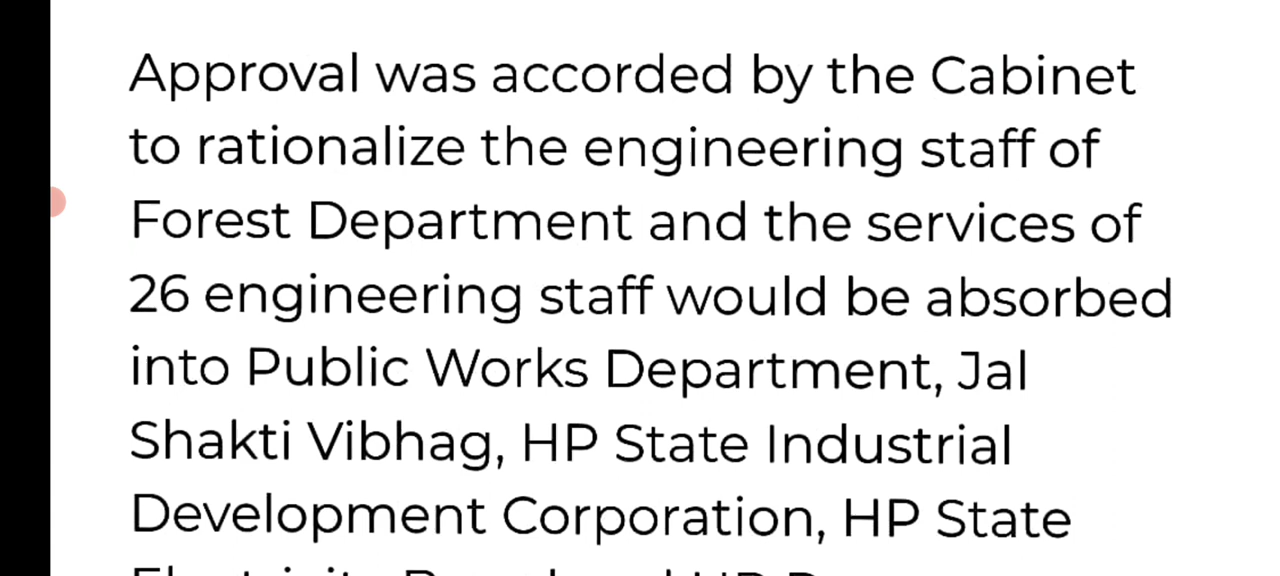 Approval was accorded by the Cabinet
to rationalize the engineering staff of
Forest Department and the services of
26 engineering staff would be absorbed
into Public Works Department, Jal
Shakti Vibhag, HP State Industrial
Development Corporation, HP State